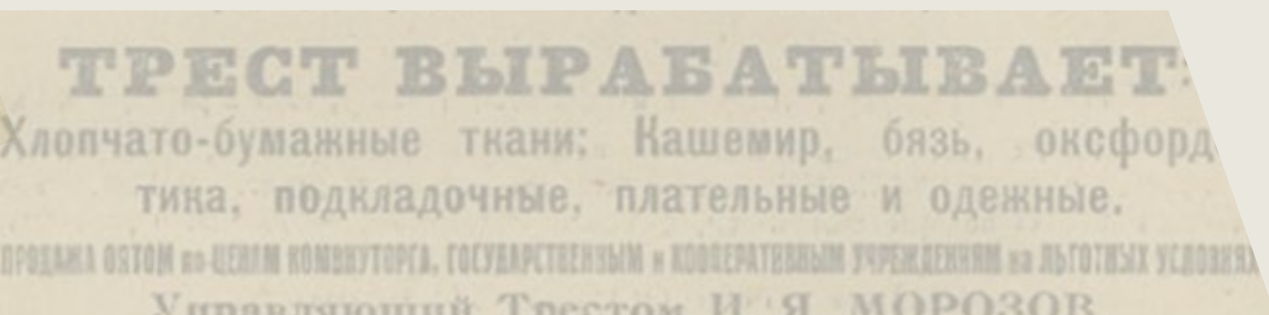 ТРЕСТ ВЫРАБАТЫВАЕТ:
Хлопчато-бумажные ткани: Кашемир, бязь, оксфорд
тика, подкладочные, плательные и одежные.
ПРОДАЖА ОПТОМ по ЦЕНАМ КОМВНУТОРГА, ГОСУДАРСТВЕННЫМ и КООПЕРАТИВНЫМ УЧРЕЖДЕНИЯМ на ЛЬГОТНЫХ УСЛОВИЯХ
Управляющий Трестом И. Я. МОРОЗОВ